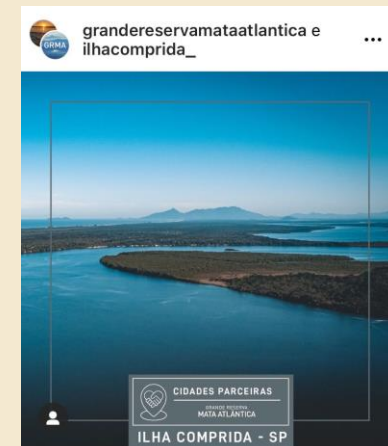 grandereservamataatlantica e
ilhacomprida_
GRMA
CIDADES PARCEIRAS
GRANDE RESERVA
MATA ATLÂNTICA
ILHA COMPRIDA - SP